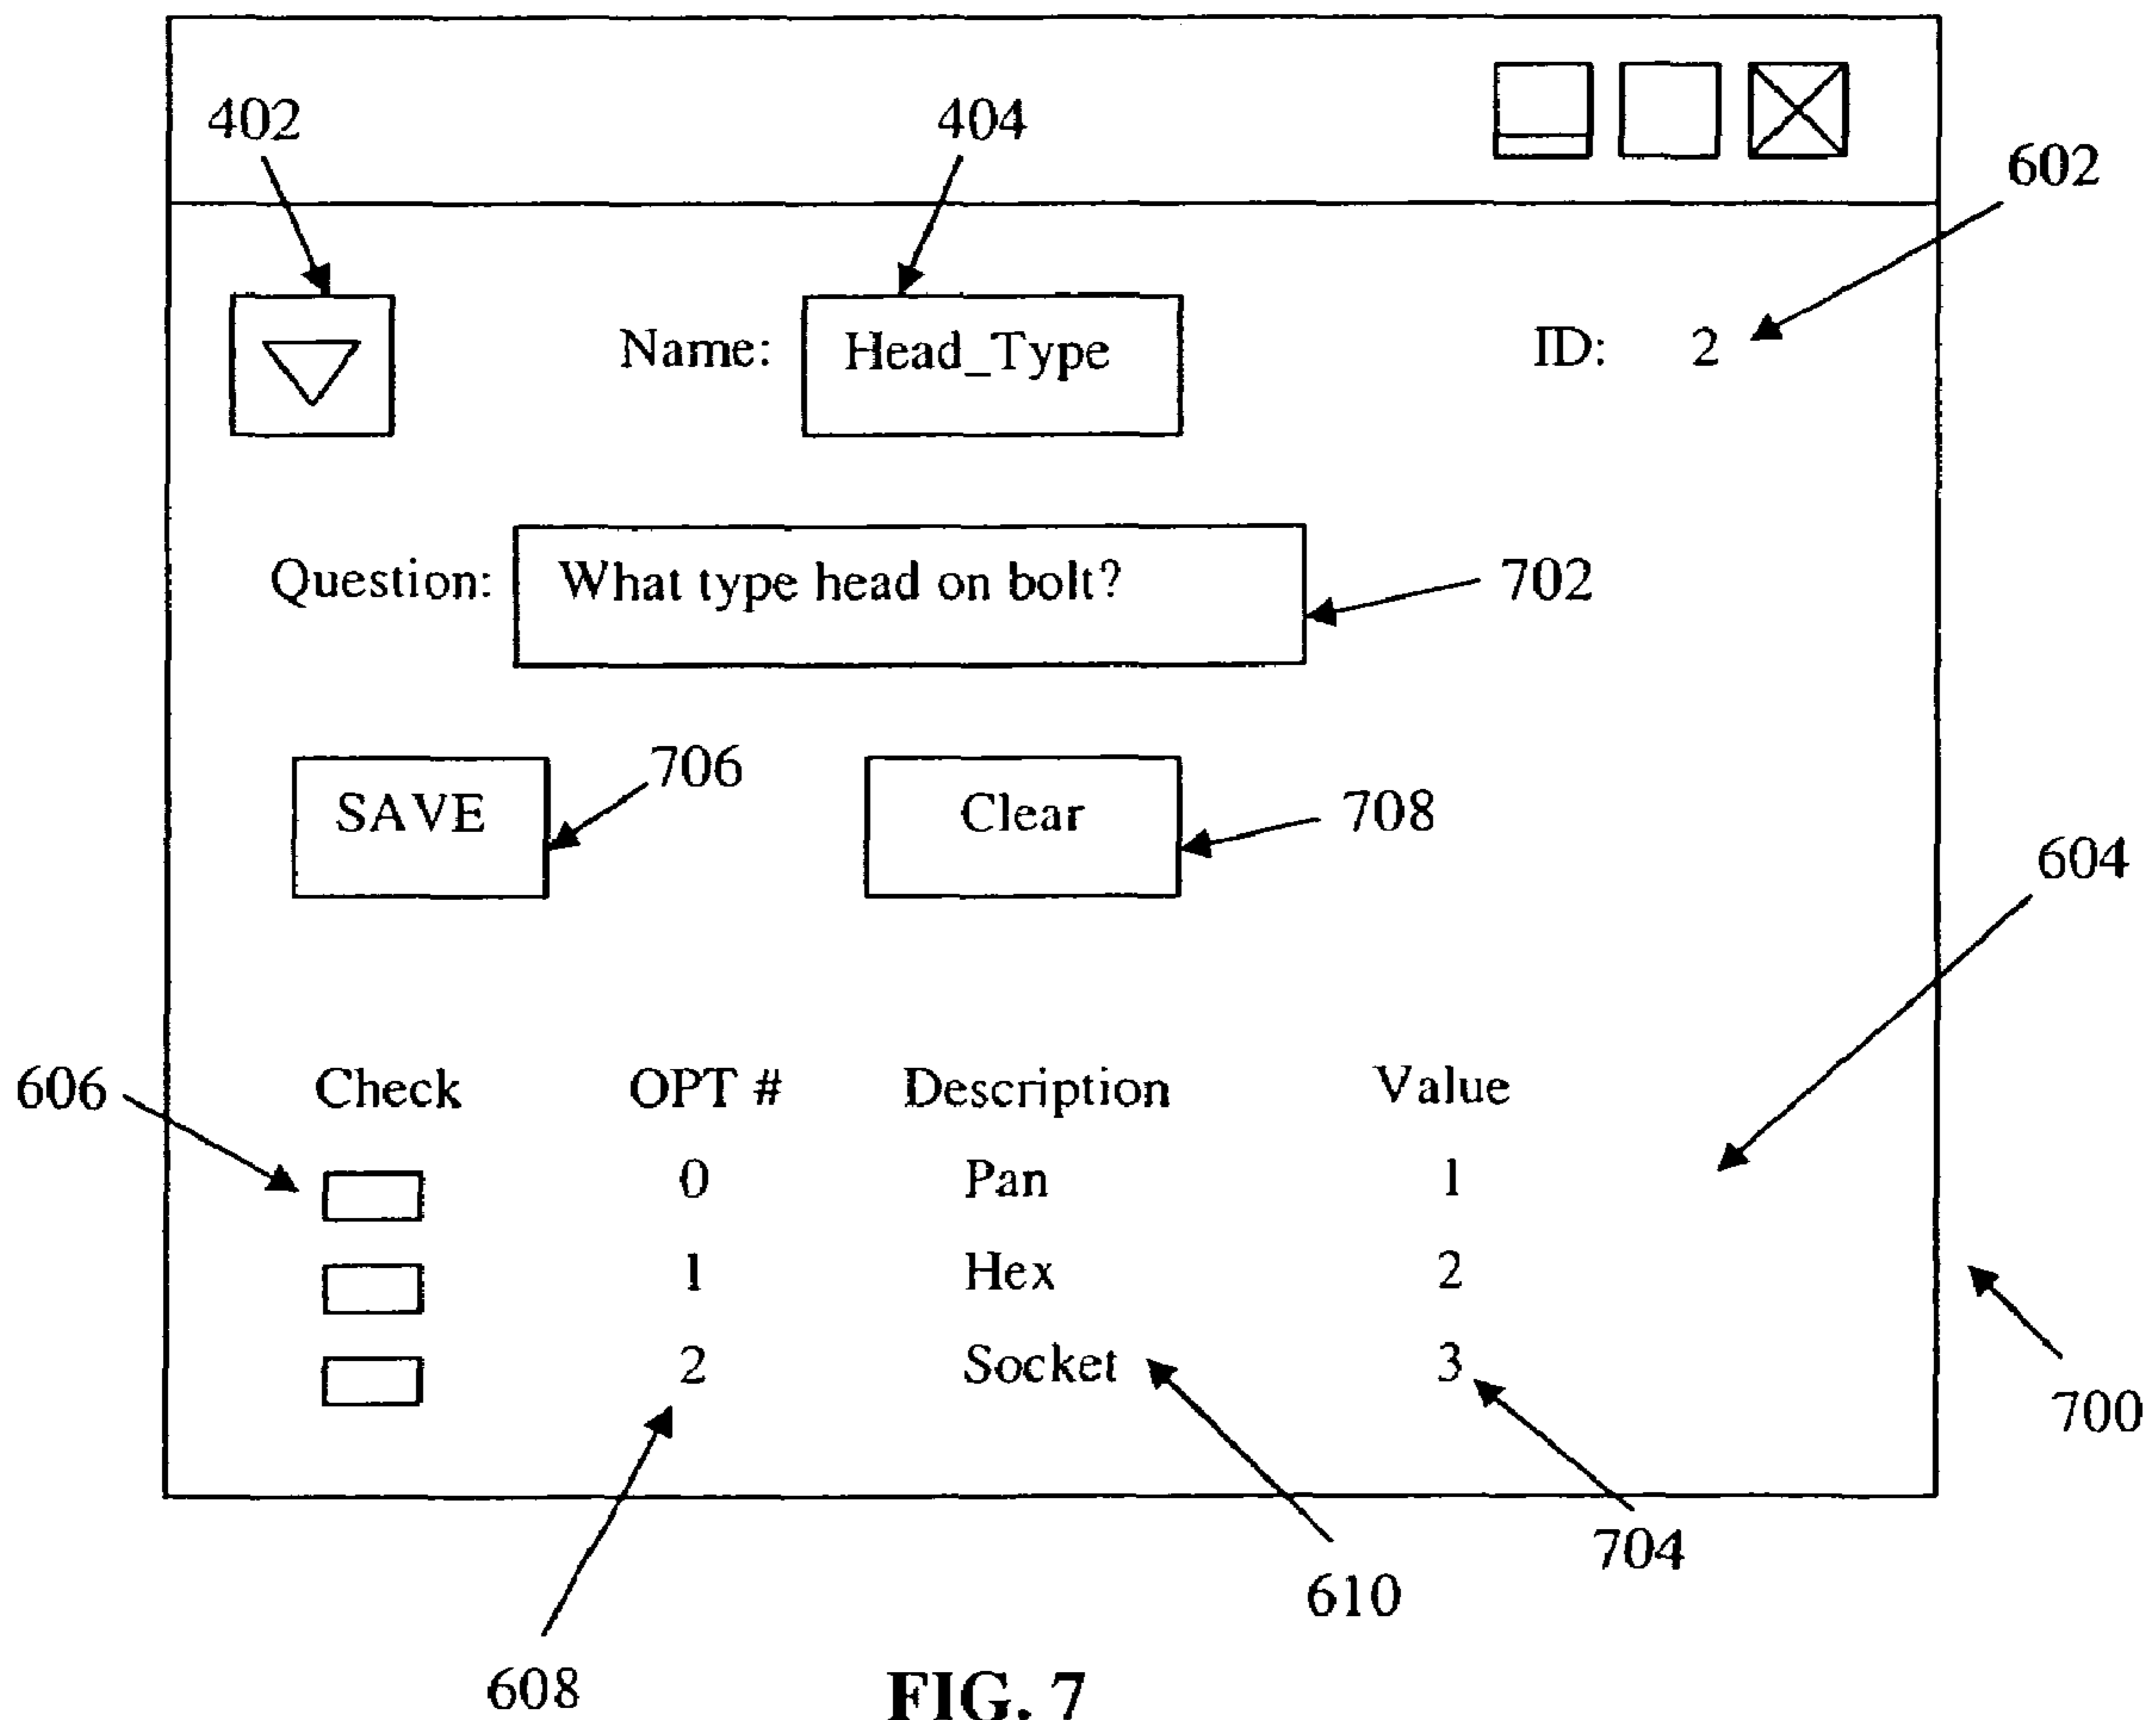 402 404
602
Name: Head_Type ID: 2
Question: What type head on bolt? 702
706
SAVE Clear 708
604
606 Check OPT # Description Value
0 Pan 1
1 Hex 2
2 Socket 3
700
704
610
608
FIG. 7